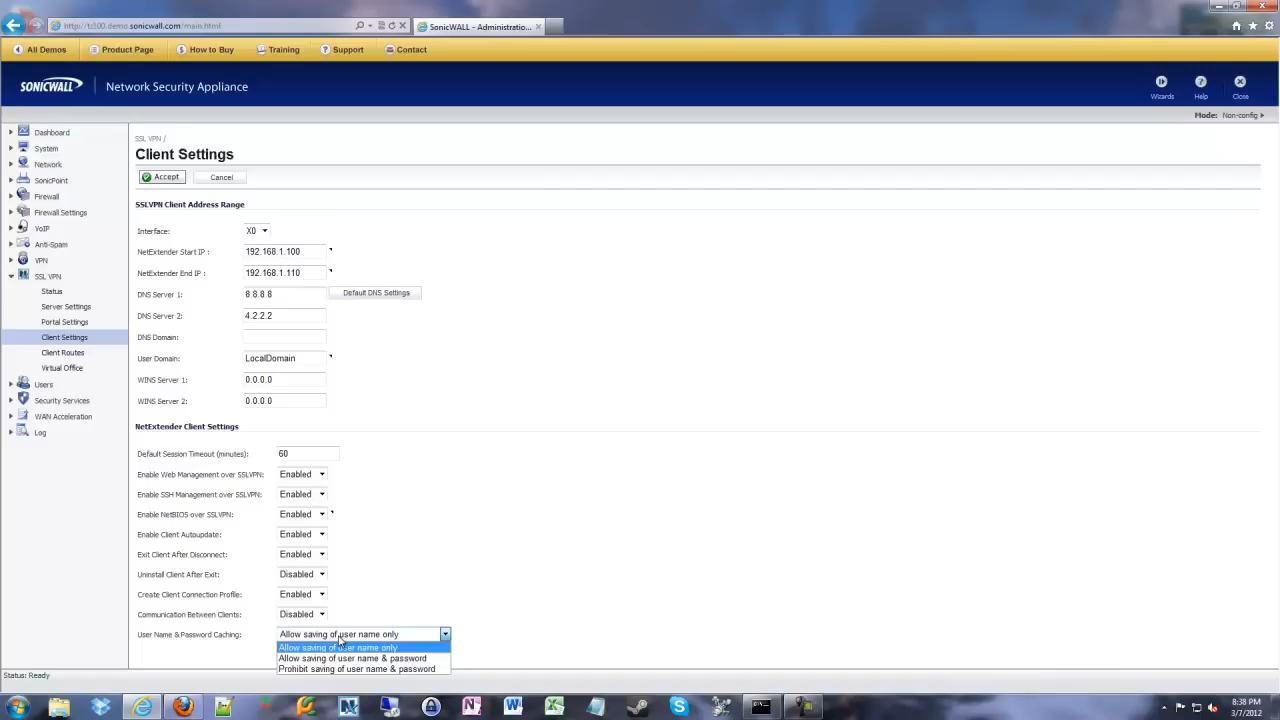 http://tz300.demo.sonicwall.com/main.html
SonicWALL - Administratio...
All Demos Product Page How to Buy Training Support Contact
SONICWALL Network Security Appliance
Wizards Help Close
Mode: Non-config
Dashboard
System
Network
SonicPoint
Firewall
Firewall Settings
VoIP
Anti-Spam
VPN
SSL VPN
Status
Server Settings
Portal Settings
Client Settings
Client Routes
Virtual Office
Users
Security Services
WAN Acceleration
Log
SSL VPN /
Client Settings
Accept Cancel
SSLVPN Client Address Range
Interface: X0
NetExtender Start IP : 192.168.1.100
NetExtender End IP : 192.168.1.110
DNS Server 1: 8.8.8.8 Default DNS Settings
DNS Server 2: 4.2.2.2
DNS Domain:
User Domain: LocalDomain
WINS Server 1: 0.0.0.0
WINS Server 2: 0.0.0.0
NetExtender Client Settings
Default Session Timeout (minutes): 60
Enable Web Management over SSLVPN: Enabled
Enable SSH Management over SSLVPN: Enabled
Enable NetBIOS over SSLVPN: Enabled
Enable Client Autoupdate: Enabled
Exit Client After Disconnect: Enabled
Uninstall Client After Exit: Disabled
Create Client Connection Profile: Enabled
Communication Between Clients: Disabled
User Name & Password Caching: Allow saving of user name only
Allow saving of user name only
Allow saving of user name & password
Prohibit saving of user name & password
Status: Ready
8:38 PM
3/7/2012